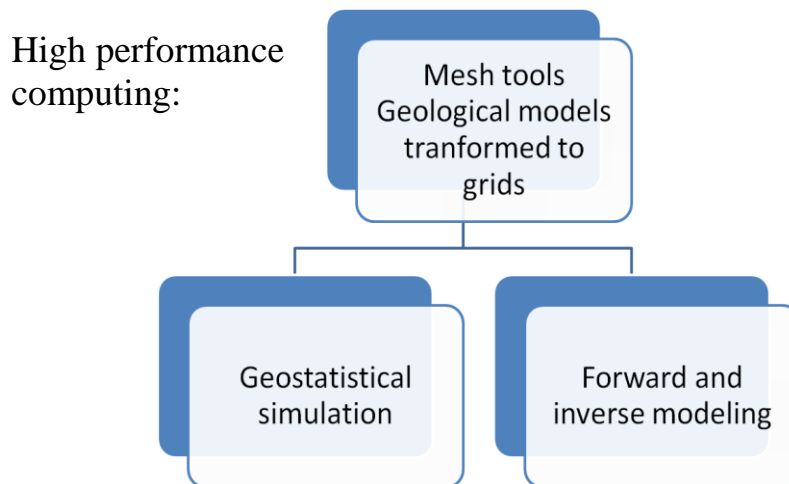 High performance
computing:
Mesh tools
Geological models
tranformed to
grids
Geostatistical
simulation
Forward and
inverse modeling